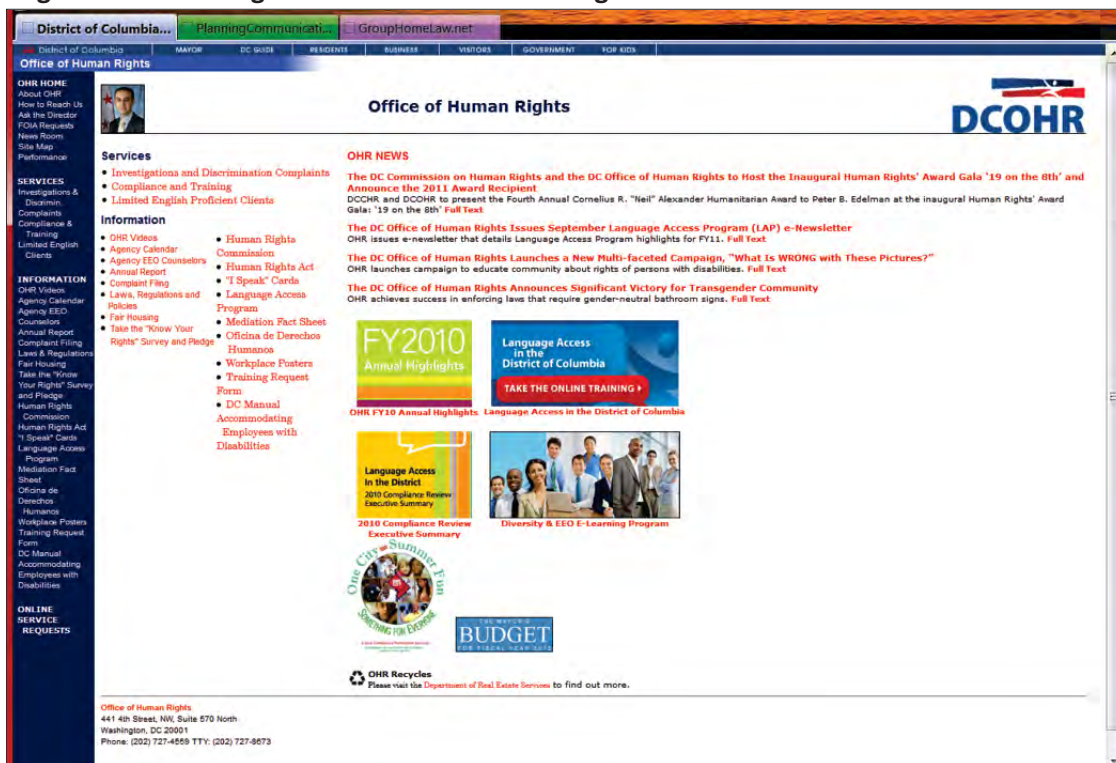 District of Columbia...
PlanningCommunicati...
GroupHomeLaw.net
District of Columbia
MAYOR
DC GUIDE
RESIDENTS
BUSINESS
VISITORS
GOVERNMENT
FOR KIDS
Office of Human Rights
OHR HOME
About OHR
How to Reach Us
Ask the Director
FOIA Requests
News Room
Site Map
Performance
SERVICES
Investigations &
Discrimin.
Complaints
Compliance &
Training
Limited English
Clients
INFORMATION
OHR Videos
Agency Calendar
Agency EEO
Counselors
Annual Report
Complaint Filing
Laws & Regulations
Fair Housing
Take the "Know
Your Rights" Survey
and Pledge
Human Rights
Commission
Human Rights Act
"I Speak" Cards
Language Access
Program
Mediation Fact
Sheet
Oficina de
Derechos
Humanos
Workplace Posters
Training Request
Form
DC Manual
Accommodating
Employees with
Disabilities
ONLINE
SERVICE
REQUESTS
Office of Human Rights
DCOHR
Services
• Investigations and Discrimination Complaints
• Compliance and Training
• Limited English Proficient Clients
Information
• OHR Videos
• Agency Calendar
• Agency EEO Counselors
• Annual Report
• Complaint Filing
• Laws, Regulations and
Policies
• Fair Housing
• Take the "Know Your
Rights" Survey and Pledge
• Human Rights
Commission
• Human Rights Act
• "I Speak" Cards
• Language Access
Program
• Mediation Fact Sheet
• Oficina de Derechos
Humanos
• Workplace Posters
• Training Request
Form
• DC Manual
Accommodating
Employees with
Disabilities
OHR NEWS
The DC Commission on Human Rights and the DC Office of Human Rights to Host the Inaugural Human Rights' Award Gala '19 on the 8th' and
Announce the 2011 Award Recipient
DCCHR and DCOHR to present the Fourth Annual Cornelius R. "Neil" Alexander Humanitarian Award to Peter B. Edelman at the inaugural Human Rights' Award
Gala: '19 on the 8th' Full Text
The DC Office of Human Rights Issues September Language Access Program (LAP) e-Newsletter
OHR issues e-newsletter that details Language Access Program highlights for FY11. Full Text
The DC Office of Human Rights Launches a New Multi-faceted Campaign, "What Is WRONG with These Pictures?"
OHR launches campaign to educate community about rights of persons with disabilities. Full Text
The DC Office of Human Rights Announces Significant Victory for Transgender Community
OHR achieves success in enforcing laws that require gender-neutral bathroom signs. Full Text
FY2010
Annual Highlights
OHR FY10 Annual Highlights
Language Access
in the
District of Columbia
TAKE THE ONLINE TRAINING
Language Access in the District of Columbia
Language Access
In the District
2010 Compliance Review
Executive Summary
2010 Compliance Review
Executive Summary
Diversity & EEO E-Learning Program
One City Summer Fun
SOMETHING FOR EVERYONE
THE MAYOR'S
BUDGET
OHR Recycles
Please visit the Department of Real Estate Services to find out more.
Office of Human Rights
441 4th Street, NW, Suite 570 North
Washington, DC 20001
Phone: (202) 727-4559 TTY: (202) 727-8673